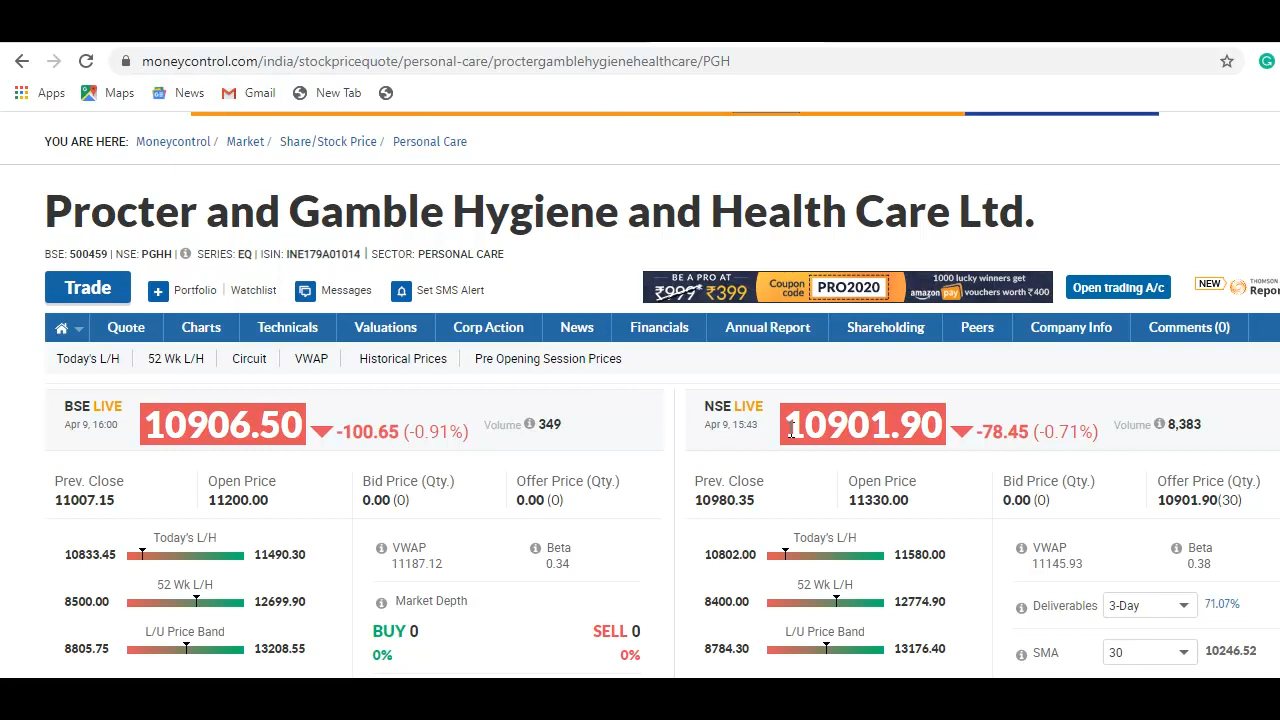 moneycontrol.com/india/stockpricequote/personal-care/proctergamblehygienehealthcare/PGH
Apps Maps News Gmail New Tab
YOU ARE HERE: Moneycontrol / Market / Share/Stock Price / Personal Care
Procter and Gamble Hygiene and Health Care Ltd.
BSE: 500459 | NSE: PGHH | SERIES: EQ | ISIN: INE179A01014 | SECTOR: PERSONAL CARE
Trade Portfolio Watchlist Messages Set SMS Alert
BE A PRO AT
₹999* ₹399
Coupon code PRO2020
1000 lucky winners get
amazon pay vouchers worth ₹400
Open trading A/c
NEW THOMSON
Repor
Quote Charts Technicals Valuations Corp Action News Financials Annual Report Shareholding Peers Company Info Comments (0)
Today's L/H 52 Wk L/H Circuit VWAP Historical Prices Pre Opening Session Prices
BSE LIVE
Apr 9, 16:00
10906.50 -100.65 (-0.91%) Volume 349
Prev. Close Open Price Bid Price (Qty.) Offer Price (Qty.)
11007.15 11200.00 0.00 (0) 0.00 (0)
Today's L/H
10833.45 11490.30
52 Wk L/H
8500.00 12699.90
L/U Price Band
8805.75 13208.55
VWAP Beta
11187.12 0.34
Market Depth
BUY 0 SELL 0
0% 0%
NSE LIVE
Apr 9, 15:43
10901.90 -78.45 (-0.71%) Volume 8,383
Prev. Close Open Price Bid Price (Qty.) Offer Price (Qty.)
10980.35 11330.00 0.00 (0) 10901.90(30)
Today's L/H
10802.00 11580.00
52 Wk L/H
8400.00 12774.90
L/U Price Band
8784.30 13176.40
VWAP Beta
11145.93 0.38
Deliverables 3-Day 71.07%
SMA 30 10246.52